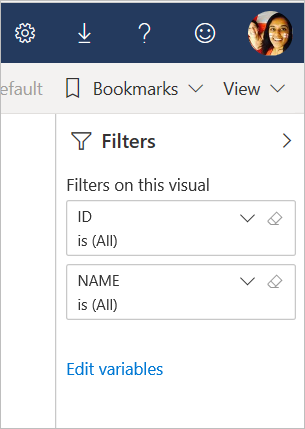 efault Bookmarks View
Filters
Filters on this visual
ID
is (All)
NAME
is (All)
Edit variables